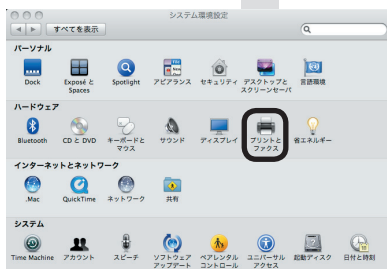 システム環境設定
すべてを表示
パーソナル
Dock
Exposé と
Spaces
Spotlight
アピアランス
セキュリティ
デスクトップと
スクリーンセーバ
言語環境
ハードウェア
Bluetooth
CD と DVD
キーボードと
マウス
サウンド
ディスプレイ
プリントと
ファクス
省エネルギー
インターネットとネットワーク
.Mac
QuickTime
ネットワーク
共有
システム
Time Machine
アカウント
スピーチ
ソフトウェア
アップデート
ペアレンタル
コントロール
ユニバーサル
アクセス
起動ディスク
日付と時刻